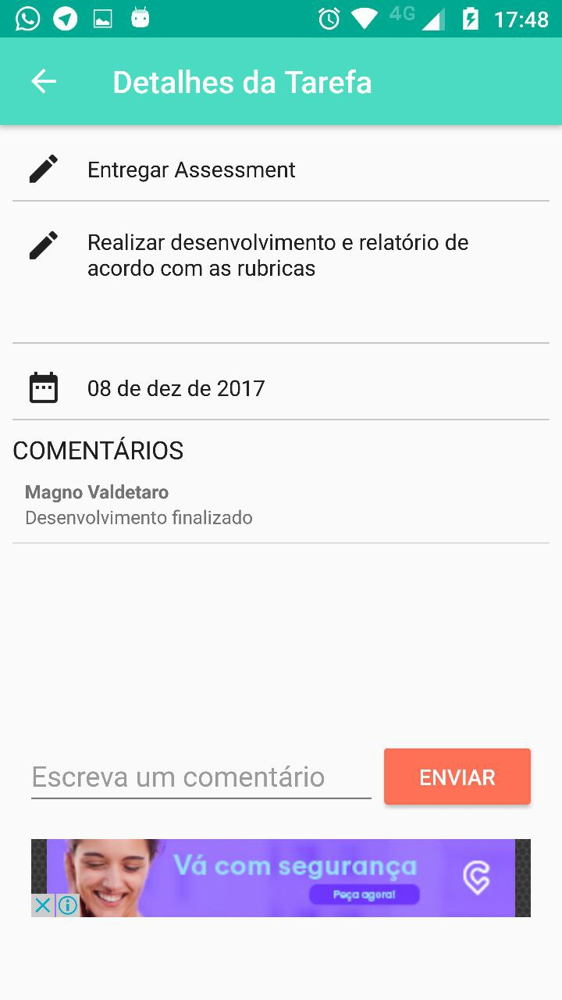 4G 17:48
Detalhes da Tarefa
Entregar Assessment
Realizar desenvolvimento e relatório de
acordo com as rubricas
08 de dez de 2017
COMENTÁRIOS
Magno Valdetaro
Desenvolvimento finalizado
Escreva um comentário
ENVIAR
Vá com segurança
Peça agora!